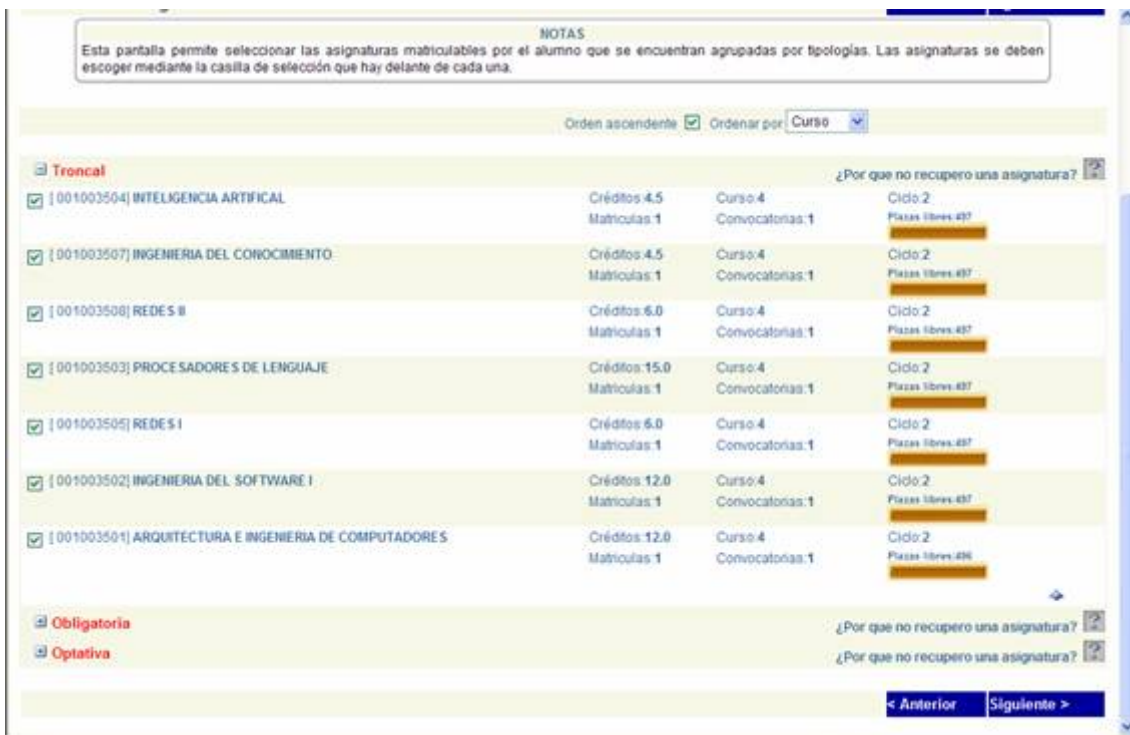 NOTAS
Esta pantalla permite seleccionar las asignaturas matriculables por el alumno que se encuentran agrupadas por tipologías. Las asignaturas se deben
escoger mediante la casilla de selección que hay delante de cada una.
Orden ascendente Ordenar por Curso
Troncal ¿Por que no recupero una asignatura? ?
[ 001003504] INTELIGENCIA ARTIFICAL Créditos:4.5 Curso:4 Ciclo:2
Matriculas:1 Convocatorias:1 Plazas libres:497
[ 001003507] INGENIERIA DEL CONOCIMIENTO Créditos:4.5 Curso:4 Ciclo:2
Matriculas:1 Convocatorias:1 Plazas libres:497
[ 001003508] REDES II Créditos:6.0 Curso:4 Ciclo:2
Matriculas:1 Convocatorias:1 Plazas libres:497
[ 001003503] PROCESADORES DE LENGUAJE Créditos:15.0 Curso:4 Ciclo:2
Matriculas:1 Convocatorias:1 Plazas libres:497
[ 001003505] REDES I Créditos:6.0 Curso:4 Ciclo:2
Matriculas:1 Convocatorias:1 Plazas libres:497
[ 001003502] INGENIERIA DEL SOFTWARE I Créditos:12.0 Curso:4 Ciclo:2
Matriculas:1 Convocatorias:1 Plazas libres:497
[ 001003501] ARQUITECTURA E INGENIERIA DE COMPUTADORES Créditos:12.0 Curso:4 Ciclo:2
Matriculas:1 Convocatorias:1 Plazas libres:496
Obligatoria ¿Por que no recupero una asignatura? ?
Optativa ¿Por que no recupero una asignatura? ?
< Anterior Siguiente >